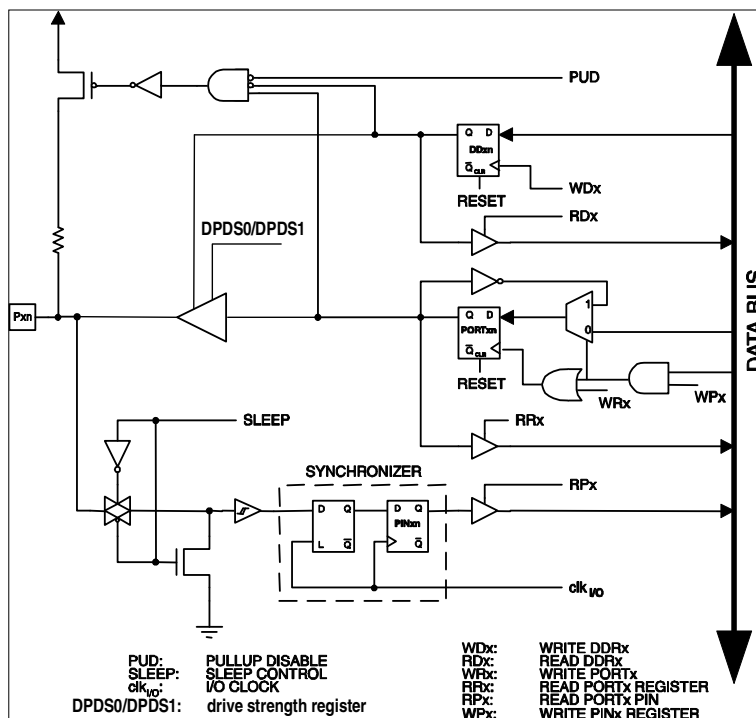 PUD
Q D
DDxn
Q CLR
WDx
RESET
RDx
DPDS0/DPDS1
Pxn
1
Q D
PORTxn
0
Q CLR
RESET
WRx
WPx
DATA BUS
SLEEP
RRx
SYNCHRONIZER
RPx
D Q
D Q
PINxn
L Q
Q
clk I/O
PUD: PULLUP DISABLE
SLEEP: SLEEP CONTROL
clk I/O: I/O CLOCK
DPDS0/DPDS1: drive strength register
WDx: WRITE DDRx
RDx: READ DDRx
WRx: WRITE PORTx
RRx: READ PORTx REGISTER
RPx: READ PORTx PIN
WPx: WRITE PINx REGISTER